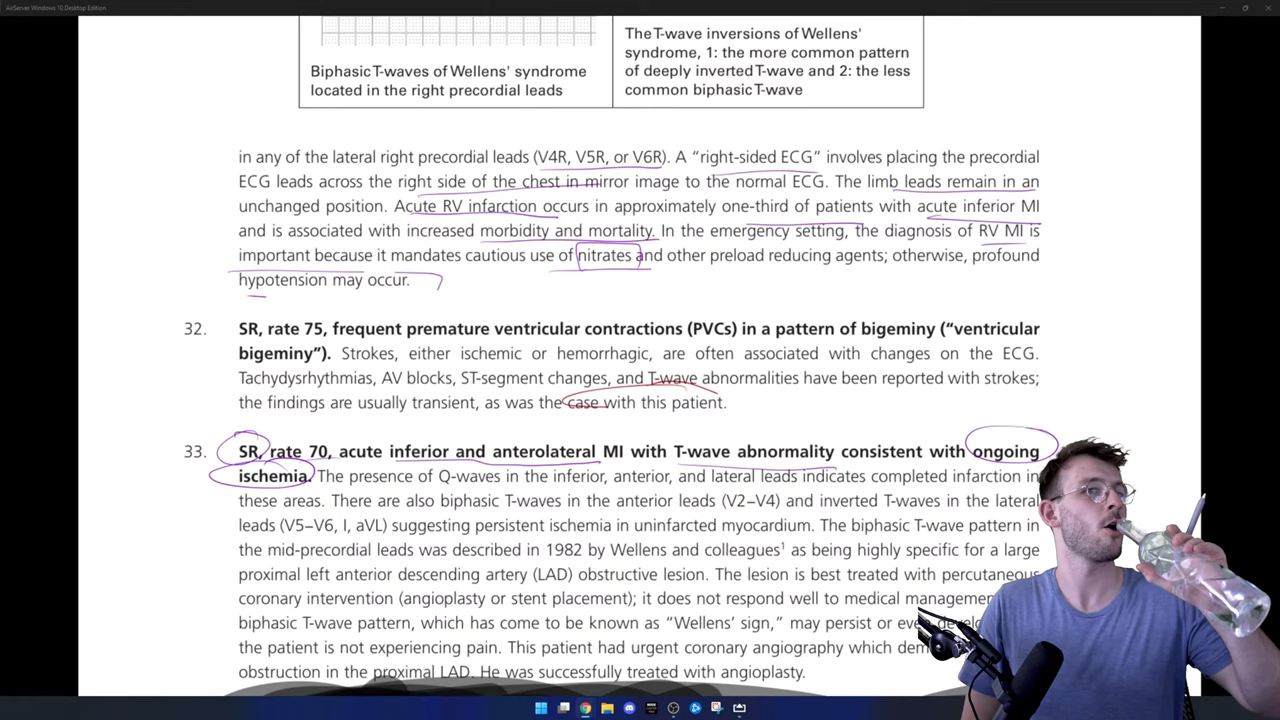 AirServer Windows 10 Desktop Edition
Biphasic T-waves of Wellens' syndrome
located in the right precordial leads
The T-wave inversions of Wellens'
syndrome, 1: the more common pattern
of deeply inverted T-wave and 2: the less
common biphasic T-wave
in any of the lateral right precordial leads (V4R, V5R, or V6R). A “right-sided ECG” involves placing the precordial
ECG leads across the right side of the chest in mirror image to the normal ECG. The limb leads remain in an
unchanged position. Acute RV infarction occurs in approximately one-third of patients with acute inferior MI
and is associated with increased morbidity and mortality. In the emergency setting, the diagnosis of RV MI is
important because it mandates cautious use of nitrates and other preload reducing agents; otherwise, profound
hypotension may occur.
32. SR, rate 75, frequent premature ventricular contractions (PVCs) in a pattern of bigeminy (“ventricular
bigeminy”). Strokes, either ischemic or hemorrhagic, are often associated with changes on the ECG.
Tachydysrhythmias, AV blocks, ST-segment changes, and T-wave abnormalities have been reported with strokes;
the findings are usually transient, as was the case with this patient.
33. SR, rate 70, acute inferior and anterolateral MI with T-wave abnormality consistent with ongoing
ischemia. The presence of Q-waves in the inferior, anterior, and lateral leads indicates completed infarction in
these areas. There are also biphasic T-waves in the anterior leads (V2–V4) and inverted T-waves in the lateral
leads (V5–V6, I, aVL) suggesting persistent ischemia in uninfarcted myocardium. The biphasic T-wave pattern in
the mid-precordial leads was described in 1982 by Wellens and colleagues¹ as being highly specific for a large
proximal left anterior descending artery (LAD) obstructive lesion. The lesion is best treated with percutaneous
coronary intervention (angioplasty or stent placement); it does not respond well to medical
biphasic T-wave pattern, which has come to be known as “Wellens' sign,” may persist or
the patient is not experiencing pain. This patient had urgent coronary angiography which
obstruction in the proximal LAD. He was successfully treated with angioplasty.